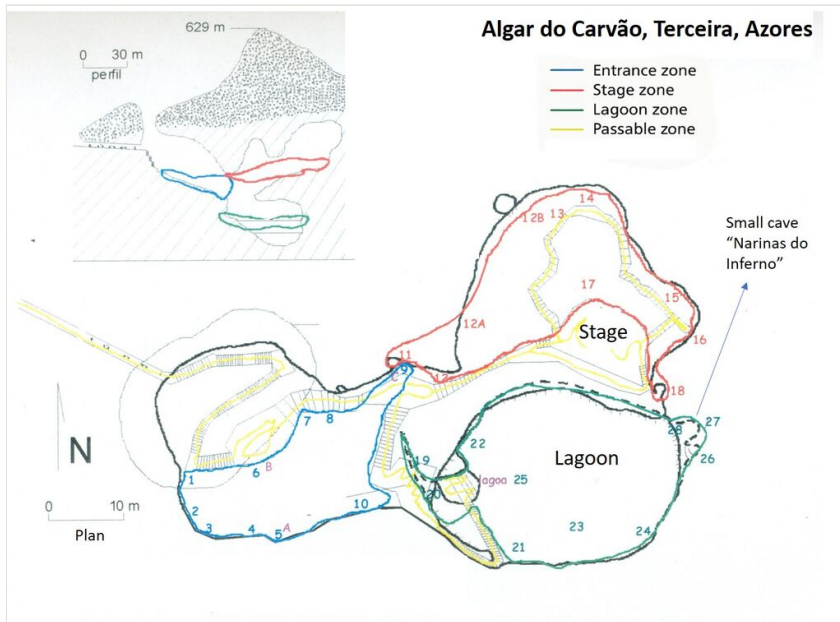 Algar do Carvão, Terceira, Azores
629 m
0 30 m
perfil
Entrance zone
Stage zone
Lagoon zone
Passable zone
Small cave
“Narinas do
Inferno”
14
12B 13
17
15
12A
Stage
16
11
9
C
12
18
7
8
28
27
22
26
N
1
6
B
19
lagoa
25
Lagoon
20
2
10
0 10 m
3
4
A
5
23
24
Plan
21